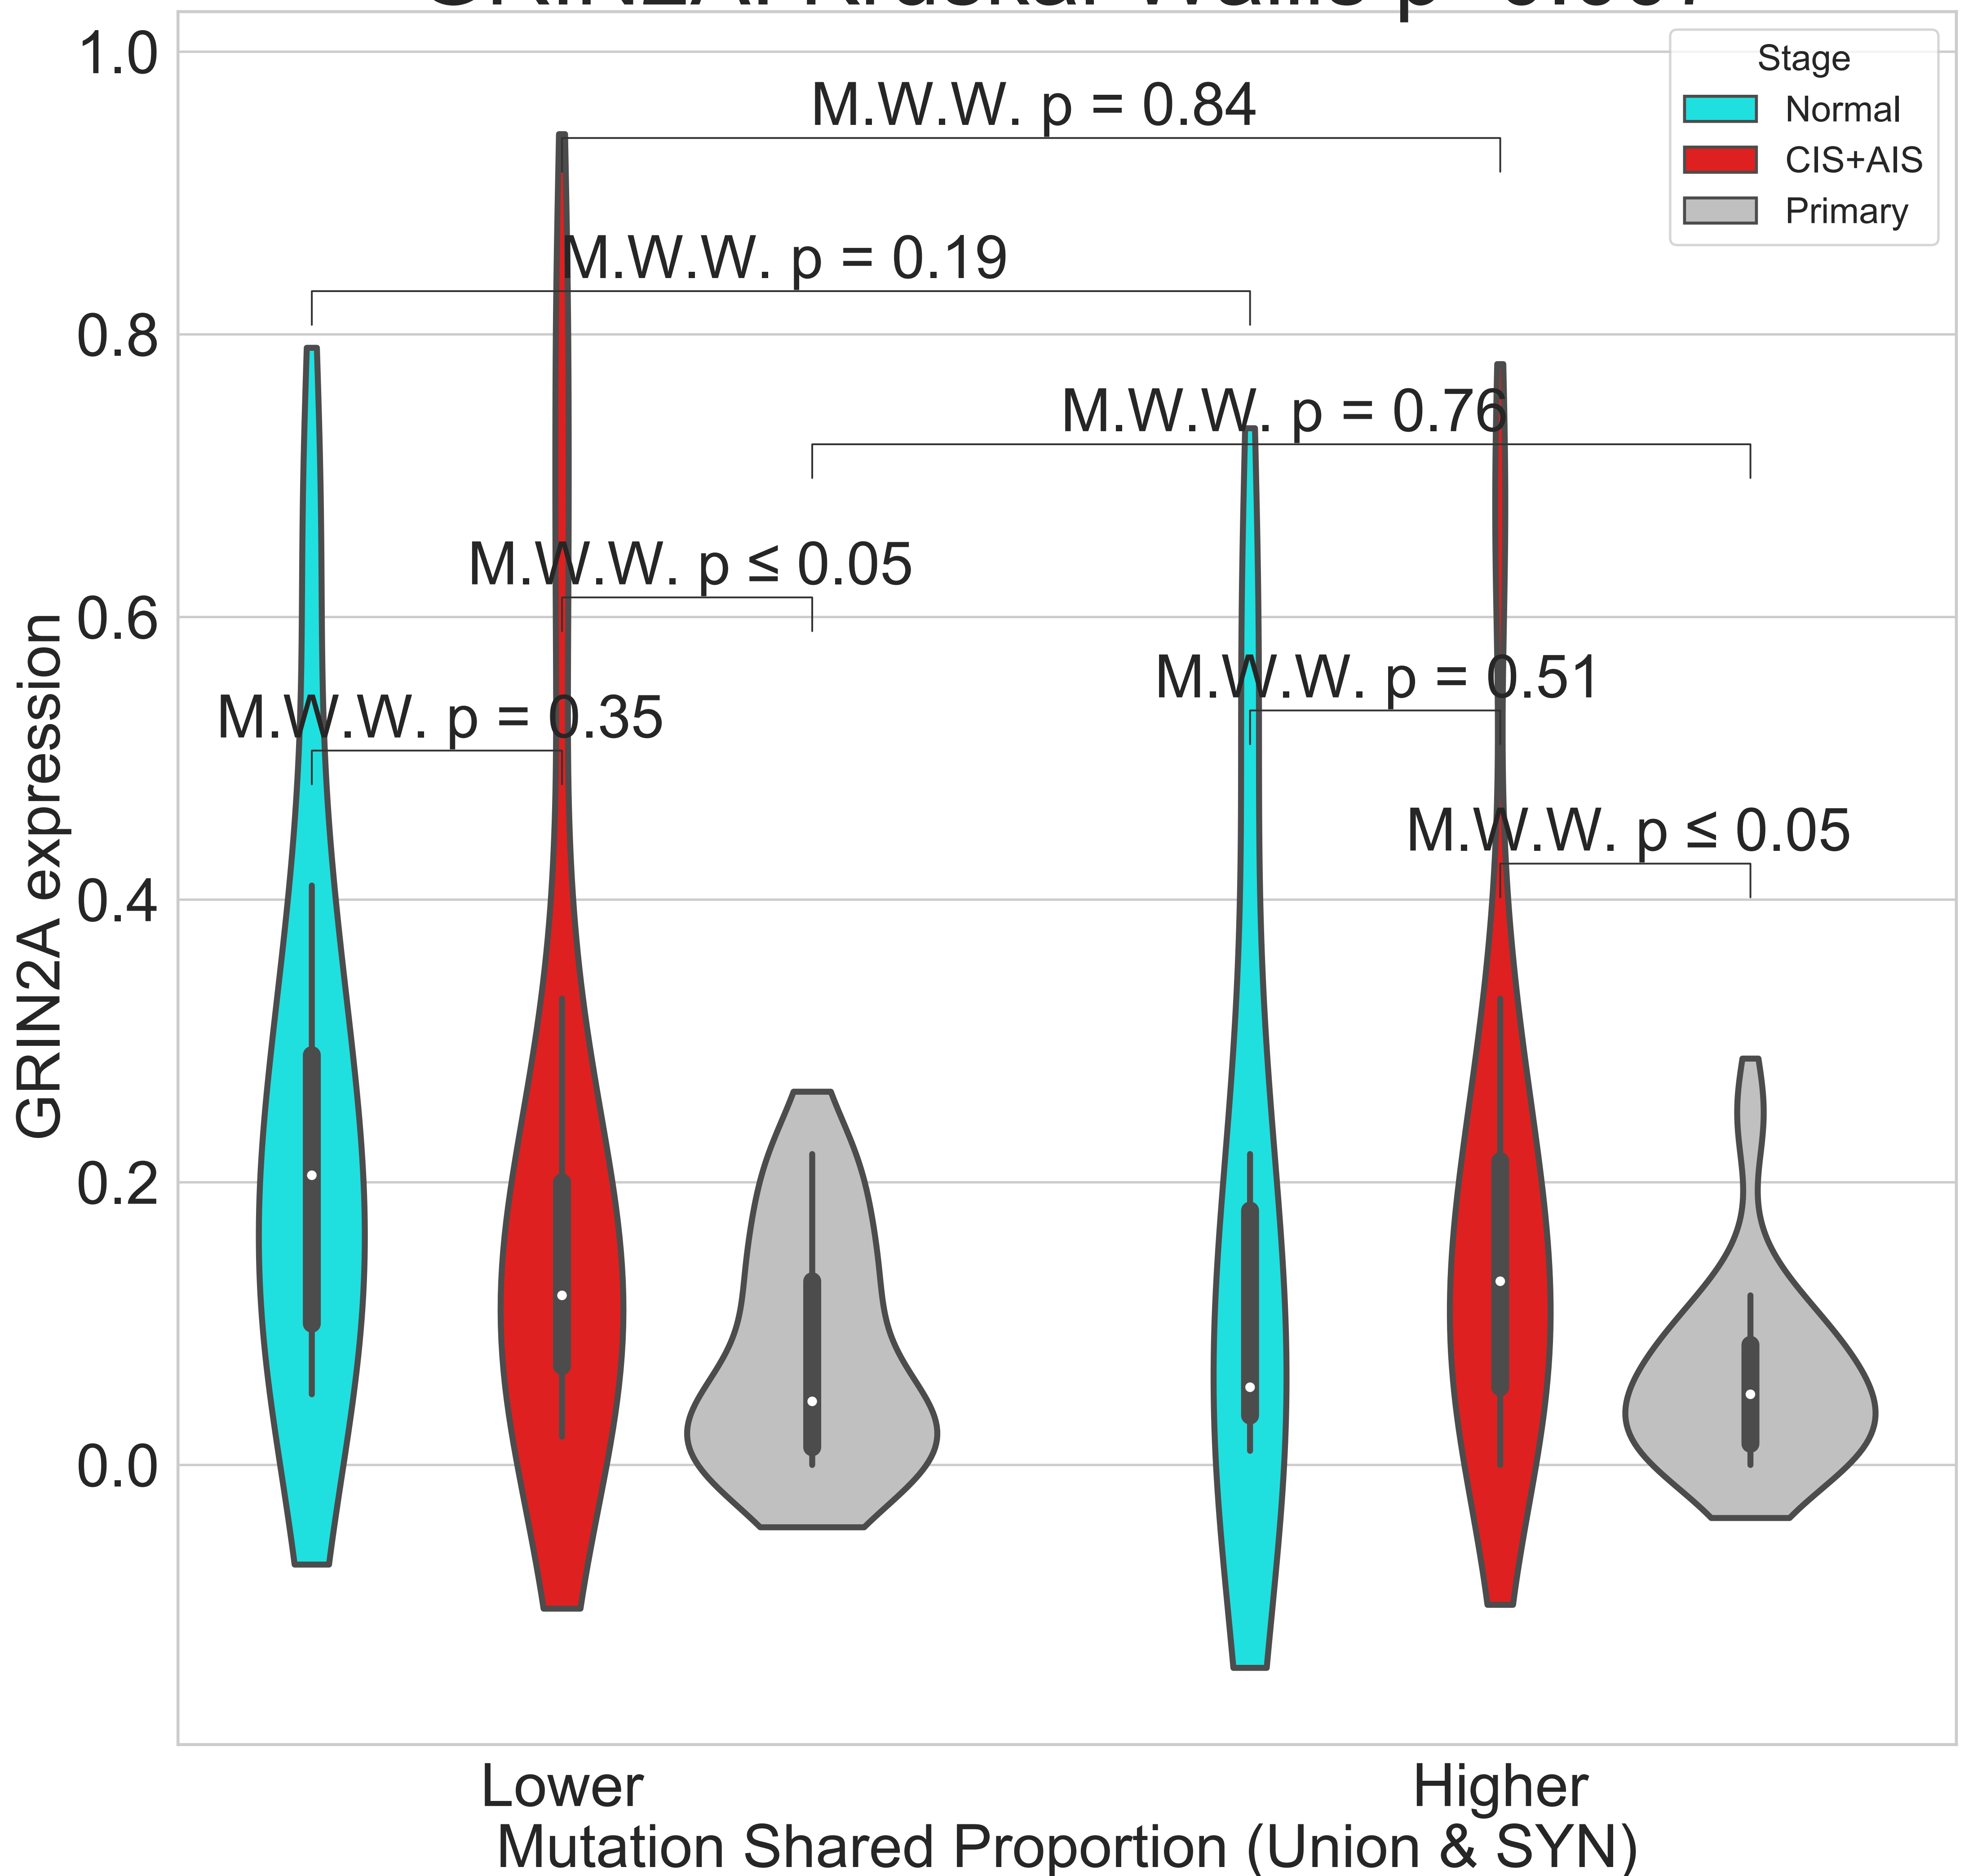 1.0
0.8
0.6
0.4
0.2
0.0
GRIN2A expression
Stage
Normal
CIS+AIS
Primary
M.W.W. p = 0.84
M.W.W. p = 0.19
M.W.W. p = 0.76
M.W.W. p ≤ 0.05
M.W.W. p = 0.51
M.W.W. p = 0.35
M.W.W. p ≤ 0.05
Lower
Higher
Mutation Shared Proportion (Union & SYN)